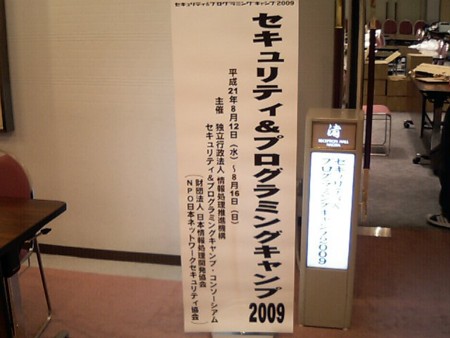 セキュリティ&プログラミングキャンプ2009
セキュリティ&プログラミングキャンプ
2009
平成21年8月12日(水)~8月16日(日)
主催 独立行政法人 情報処理推進機構
セキュリティ&プログラミングキャンプ・コンソーシアム
(財団法人 日本情報処理開発協会
NPO日本ネットワークセキュリティ協会)
セキュリティ&
プログラミングキャンプ2009